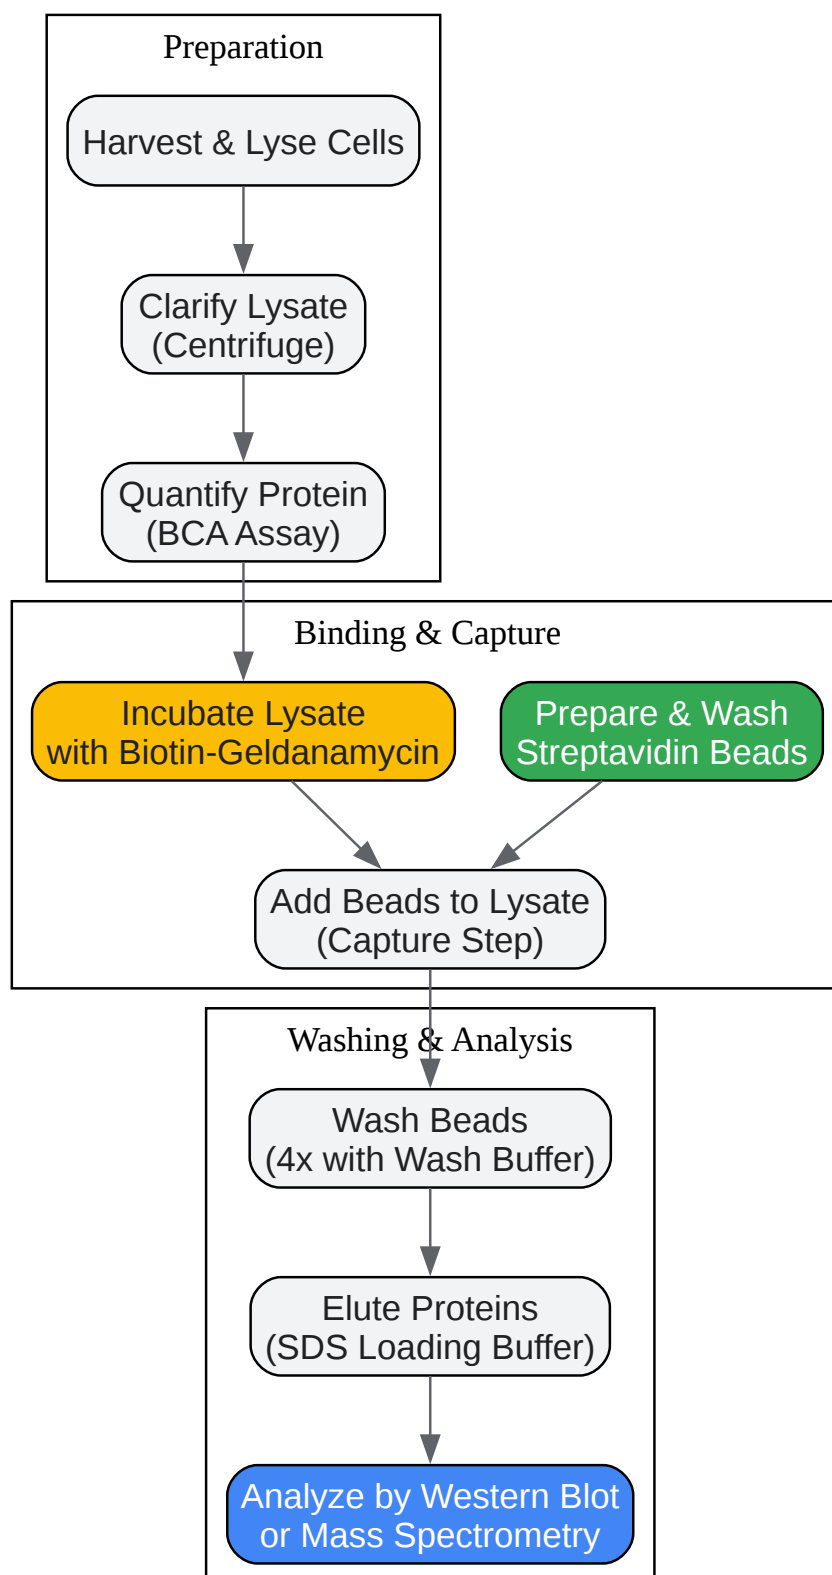 Preparation
Harvest & Lyse Cells
Clarify Lysate
(Centrifuge)
Quantify Protein
(BCA Assay)
Binding & Capture
Incubate Lysate
with Biotin-Geldanamycin
Prepare & Wash
Streptavidin Beads
Add Beads to Lysate
(Capture Step)
Washing & Analysis
Wash Beads
(4x with Wash Buffer)
Elute Proteins
(SDS Loading Buffer)
Analyze by Western Blot
or Mass Spectrometry